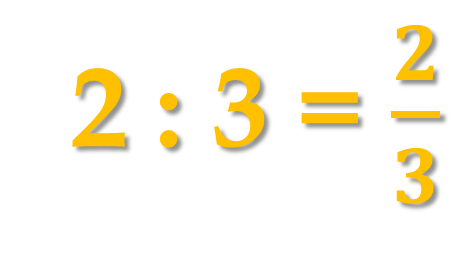 2 : 3 = 2/3